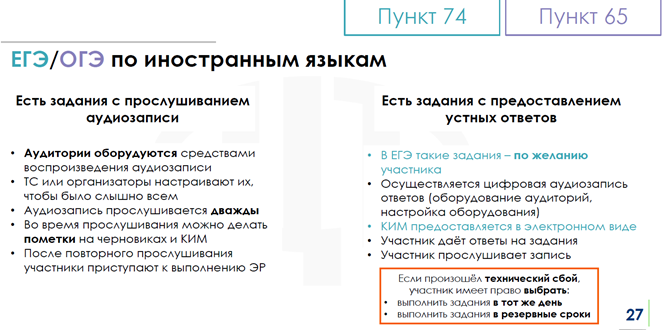 Пункт 74
Пункт 65
ЕГЭ/ОГЭ по иностранным языкам
Есть задания с прослушиванием
аудиозаписи
• Аудитории оборудуются средствами
воспроизведения аудиозаписи
• ТС или организаторы настраивают их,
чтобы было слышно всем
• Аудиозапись прослушивается дважды
• Во время прослушивания можно делать
пометки на черновиках и КИМ
• После повторного прослушивания
участники приступают к выполнению ЭР
Есть задания с предоставлением
устных ответов
• В ЕГЭ такие задания – по желанию
участника
• Осуществляется цифровая аудиозапись
ответов (оборудование аудиторий,
настройка оборудования)
• КИМ предоставляется в электронном виде
• Участник даёт ответы на задания
• Участник прослушивает запись
Если произошёл технический сбой,
участник имеет право выбрать:
• выполнить задания в тот же день
• выполнить задания в резервные сроки
27